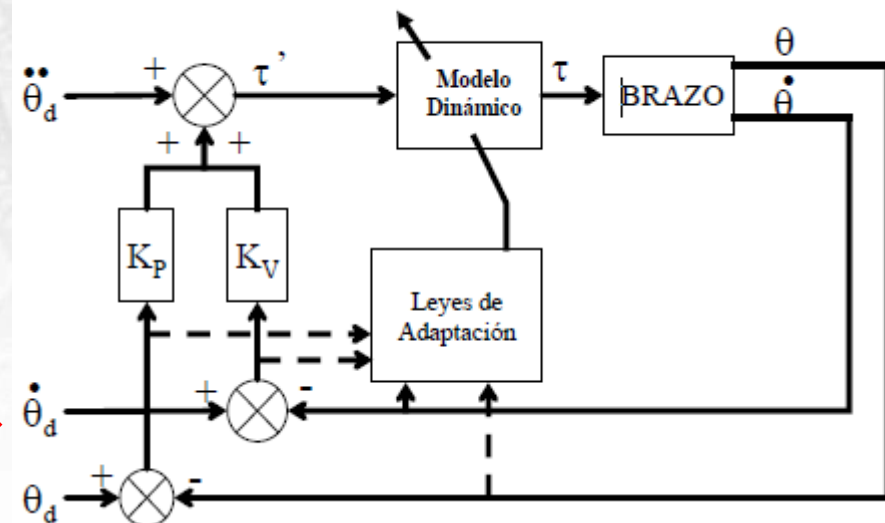 θ̈d
+
τ’
Modelo
Dinámico
τ
BRAZO
θ
θ̇
+
+
KP
KV
Leyes de
Adaptación
θ̇d
+
-
θd
+
-